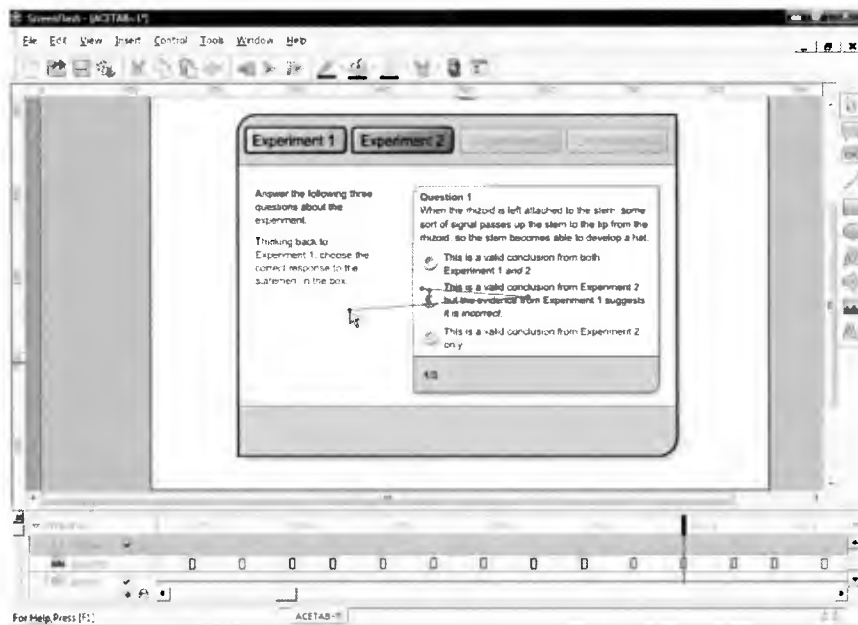 ScreenFlash - [ACETAB~1*]
File Edit View Insert Control Tools Window Help
Experiment 1 Experiment 2
Answer the following three
questions about the
experiment.
Thinking back to
Experiment 1, choose the
correct response to the
statement in the box
Question 1
When the rhizoid is left attached to the stem, some
sort of signal passes up the stem to the tip from the
rhizoid, so the stem becomes able to develop a hat.
This is a valid conclusion from both
Experiment 1 and 2
This is a valid conclusion from Experiment 2
but the evidence from Experiment 1 suggests
it is incorrect.
This is a valid conclusion from Experiment 2
only
For Help, Press [F1]